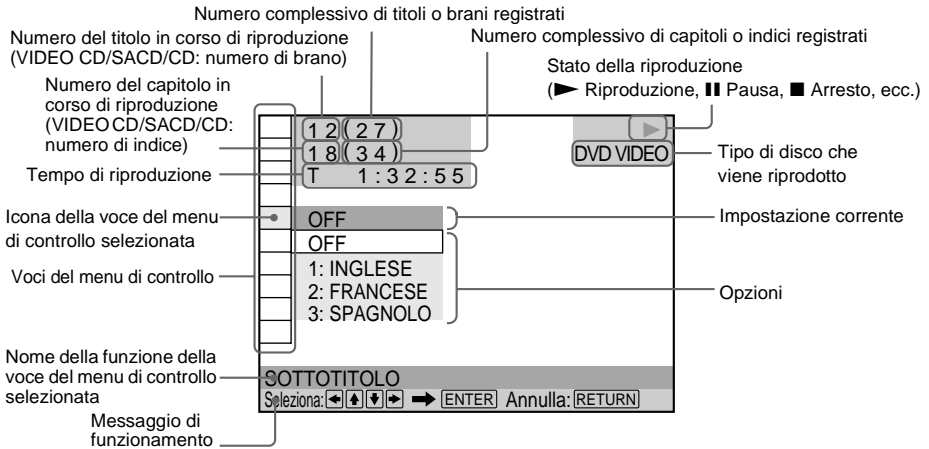 Numero complessivo di titoli o brani registrati
Numero del titolo in corso di riproduzione
(VIDEO CD/SACD/CD: numero di brano)
Numero complessivo di capitoli o indici registrati
Stato della riproduzione
(► Riproduzione, ❚❚ Pausa, ■ Arresto, ecc.)
Numero del capitolo in
corso di riproduzione
(VIDEO CD/SACD/CD:
numero di indice)
Tempo di riproduzione
Icona della voce del menu
di controllo selezionata
Voci del menu di controllo
Nome della funzione della
voce del menu di controllo
selezionata
Messaggio di
funzionamento
12(27)
18(34)
T 1:32:55
OFF
OFF
1: INGLESE
2: FRANCESE
3: SPAGNOLO
SOTTOTITOLO
Seleziona: ← ↑ ↓ → ➡ ENTER Annulla: RETURN
►
DVD VIDEO
Tipo di disco che
viene riprodotto
Impostazione corrente
Opzioni